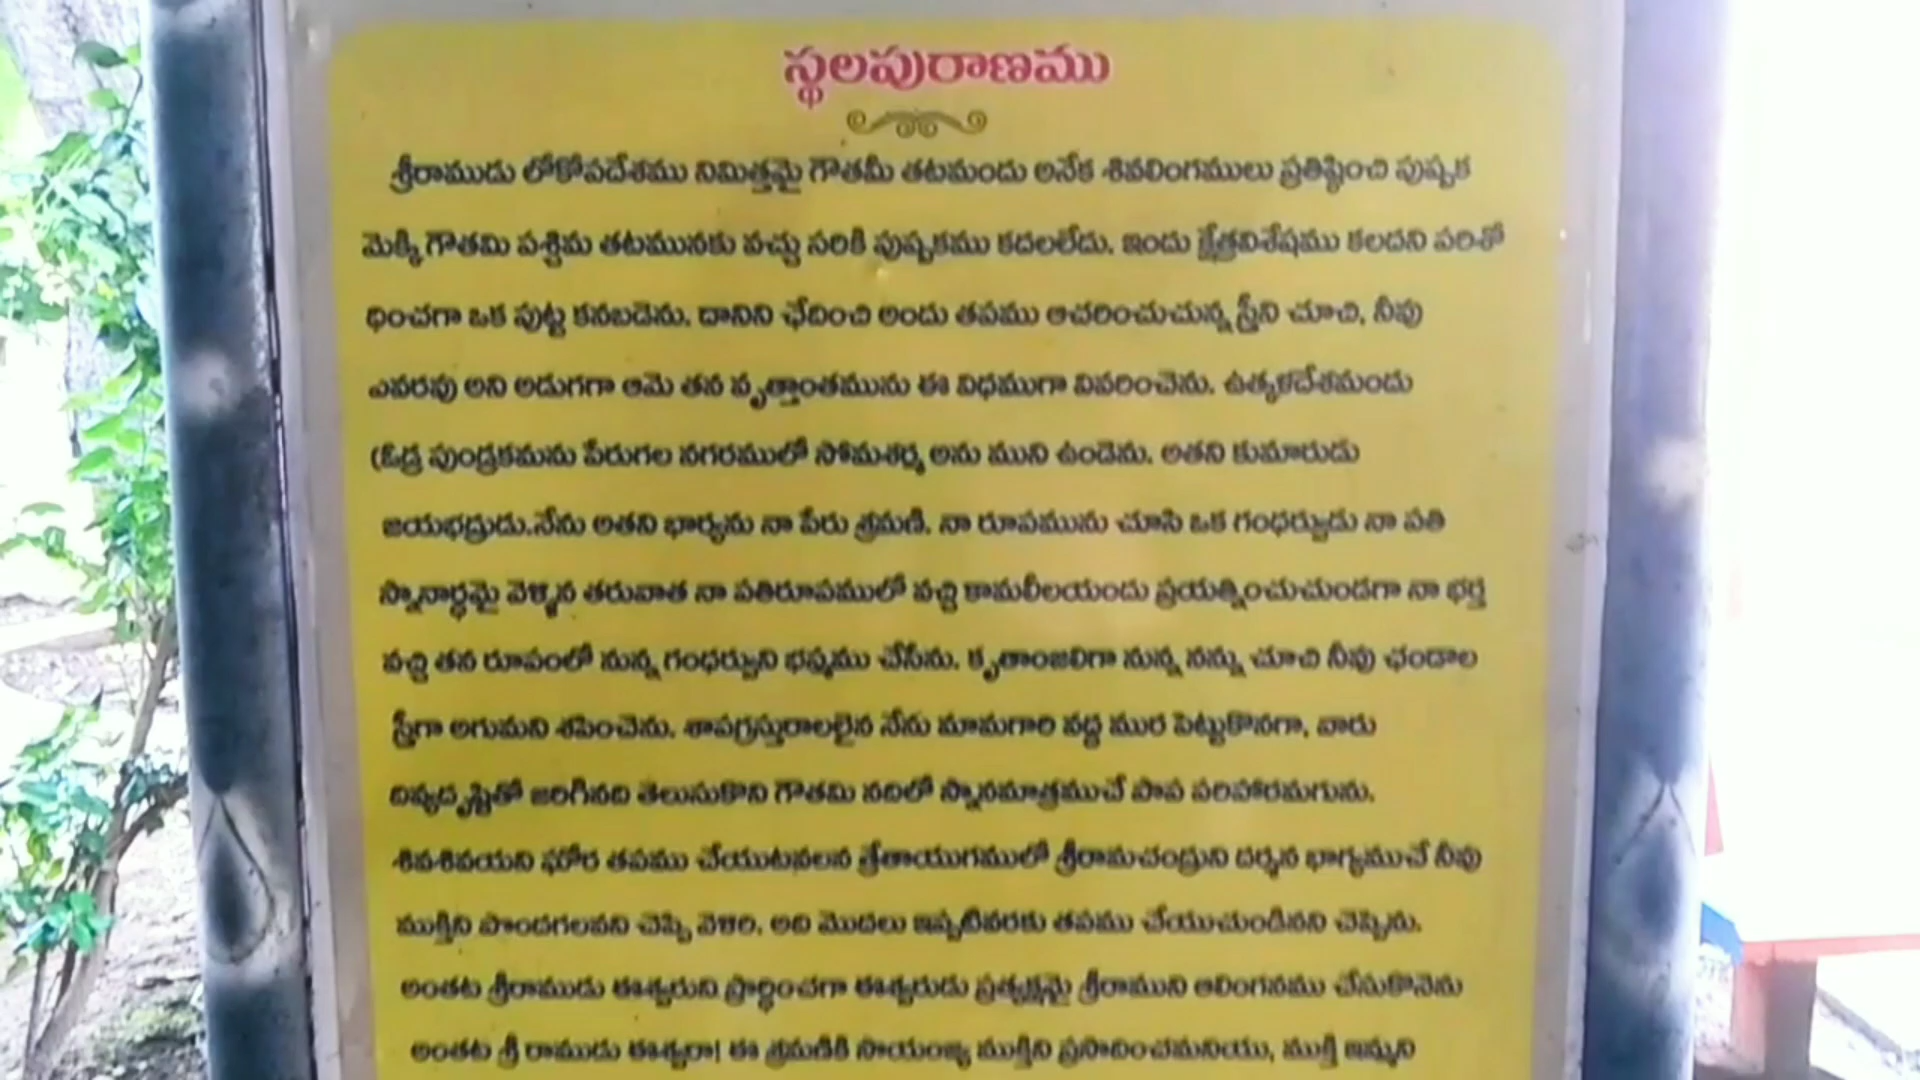 స్థలపురాణము
శ్రీరాముడు లోకోపదేశము నిమిత్తమై గౌతమీ తటమందు అనేక శివలింగములు ప్రతిష్ఠించి పుష్పక
మెక్కి గౌతమి పశ్చిమ తటమునకు వచ్చు సరికి పుష్పకము కదలలేదు. ఇందు క్షేత్రవిశేషము కలదని పరిశో
ధించగా ఒక పుట్ట కనబడెను. దానిని ఛేదించి అందు తపము ఆచరించుచున్న స్త్రీని చూచి, నీవు
ఎవరవు అని అడుగగా ఆమె తన వృత్తాంతమును ఈ విధముగా వివరించెను. ఉత్కళదేశమందు
(ఓడ్ర పుండ్రకమను పేరుగల నగరములో సోమశర్మ అను ముని ఉండెను. అతని కుమారుడు
జయభద్రుడు.నేను అతని భార్యను నా పేరు శ్రమణి. నా రూపమును చూసి ఒక గంధర్వుడు నా పతి
స్నానార్థమై వెళ్ళిన తరువాత నా పతిరూపములో వచ్చి కామలీలయందు ప్రయత్నించుచుండగా నా భర్త
వచ్చి తన రూపంలో నున్న గంధర్వుని భస్మము చేసేను. కృతాంజలిగా నున్న నన్ను చూచి నీవు ఛండాల
స్త్రీగా అగుమని శపించెను. శాపగ్రస్తురాలలైన నేను మామగారి వద్ద ముర పెట్టుకొనగా, వారు
దివ్యదృష్టితో జరిగినది తెలుసుకొని గౌతమి నదిలో స్నానమాత్రముచే పాప పరిహారమగును.
శివశివయని ఘోర తపము చేయుటవలన త్రేతాయుగములో శ్రీరామచంద్రుని దర్శన భాగ్యముచే నీవు
ముక్తిని పొందగలవని చెప్పి వెళరి. అది మొదలు ఇప్పటివరకు తపము చేయుచుండినని చెప్పెను.
అంతట శ్రీరాముడు ఈశ్వరుని ప్రార్థించగా ఈశ్వరుడు ప్రత్యక్షమై శ్రీరాముని ఆలింగనము చేసుకొనెను
అంతట శ్రీ రాముడు ఈశ్వరా! ఈ శ్రమణికి సాయంజ్య ముక్తిని ప్రసాదించమనియు, ముక్తి ఇమ్మని